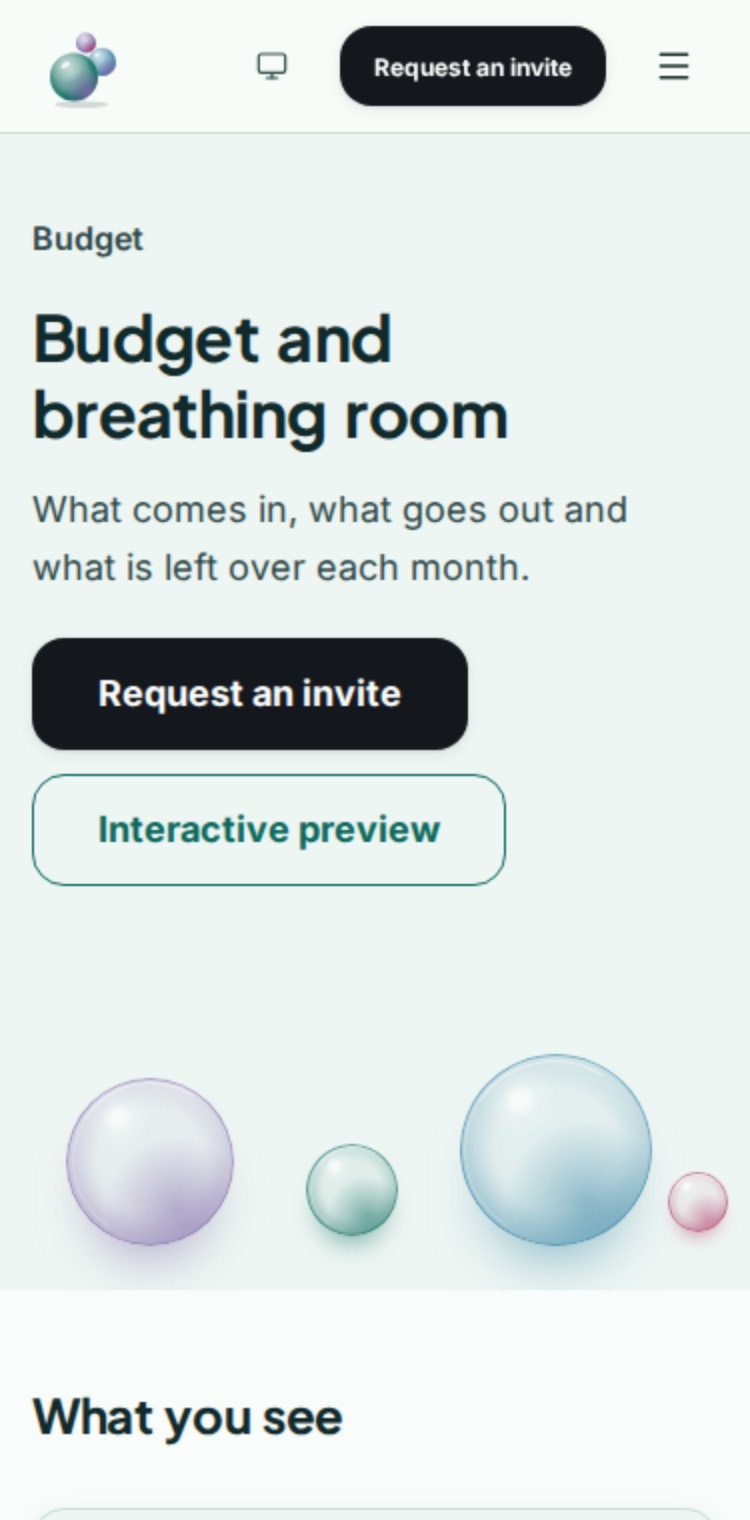 Request an invite
Budget
Budget and
breathing room
What comes in, what goes out and
what is left over each month.
Request an invite
Interactive preview
What you see